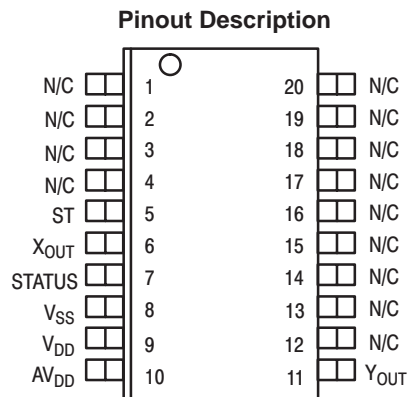 Pinout Description
N/C 1 20 N/C
N/C 2 19 N/C
N/C 3 18 N/C
N/C 4 17 N/C
ST 5 16 N/C
XOUT 6 15 N/C
STATUS 7 14 N/C
VSS 8 13 N/C
VDD 9 12 N/C
AVDD 10 11 YOUT